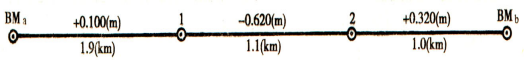 BMa +0.100(m) 1 -0.620(m) 2 +0.320(m) BMb
1.9(km) 1.1(km) 1.0(km)